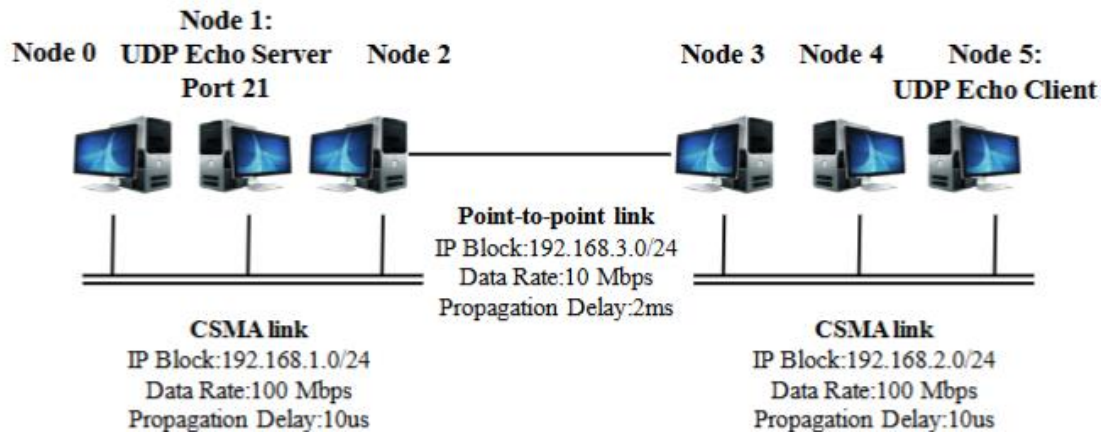 Node 0
Node 1:
UDP Echo Server
Port 21
Node 2
Node 3
Node 4
Node 5:
UDP Echo Client
Point-to-point link
IP Block:192.168.3.0/24
Data Rate:10 Mbps
Propagation Delay:2ms
CSMA link
IP Block:192.168.1.0/24
Data Rate:100 Mbps
Propagation Delay:10us
CSMA link
IP Block:192.168.2.0/24
Data Rate:100 Mbps
Propagation Delay:10us